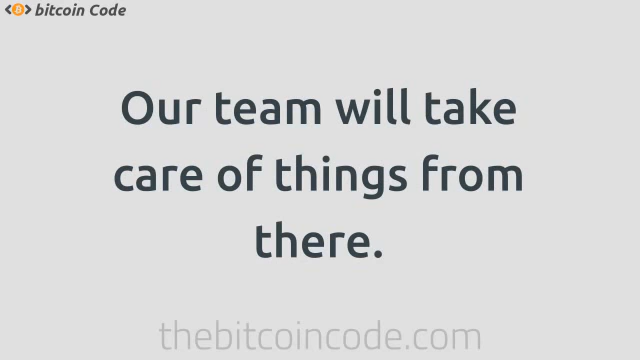 bitcoin Code
Our team will take
care of things from
there.
thebitcoincode.com